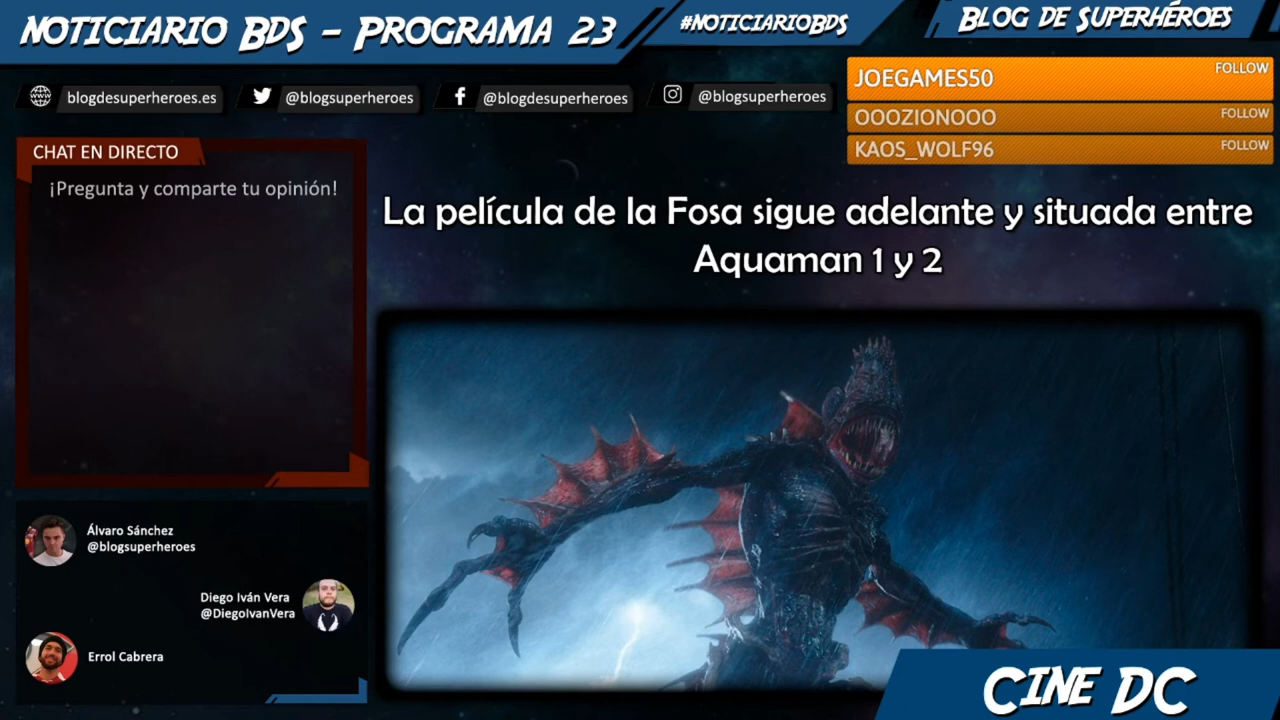 NOTICIARIO BDS - PROGRAMA 23
#NOTICIARIOBDS
BLOG DE SUPERHÉROES
blogdesuperheroes.es
@blogsuperheroes
@blogdesuperheroes
@blogsuperheroes
JOEGAMES50
FOLLOW
OOOZIONOOO
FOLLOW
KAOS_WOLF96
FOLLOW
CHAT EN DIRECTO
¡Pregunta y comparte tu opinión!
La película de la Fosa sigue adelante y situada entre
Aquaman 1 y 2
Álvaro Sánchez
@blogsuperheroes
Diego Iván Vera
@DiegoIvanVera
Errol Cabrera
CINE DC